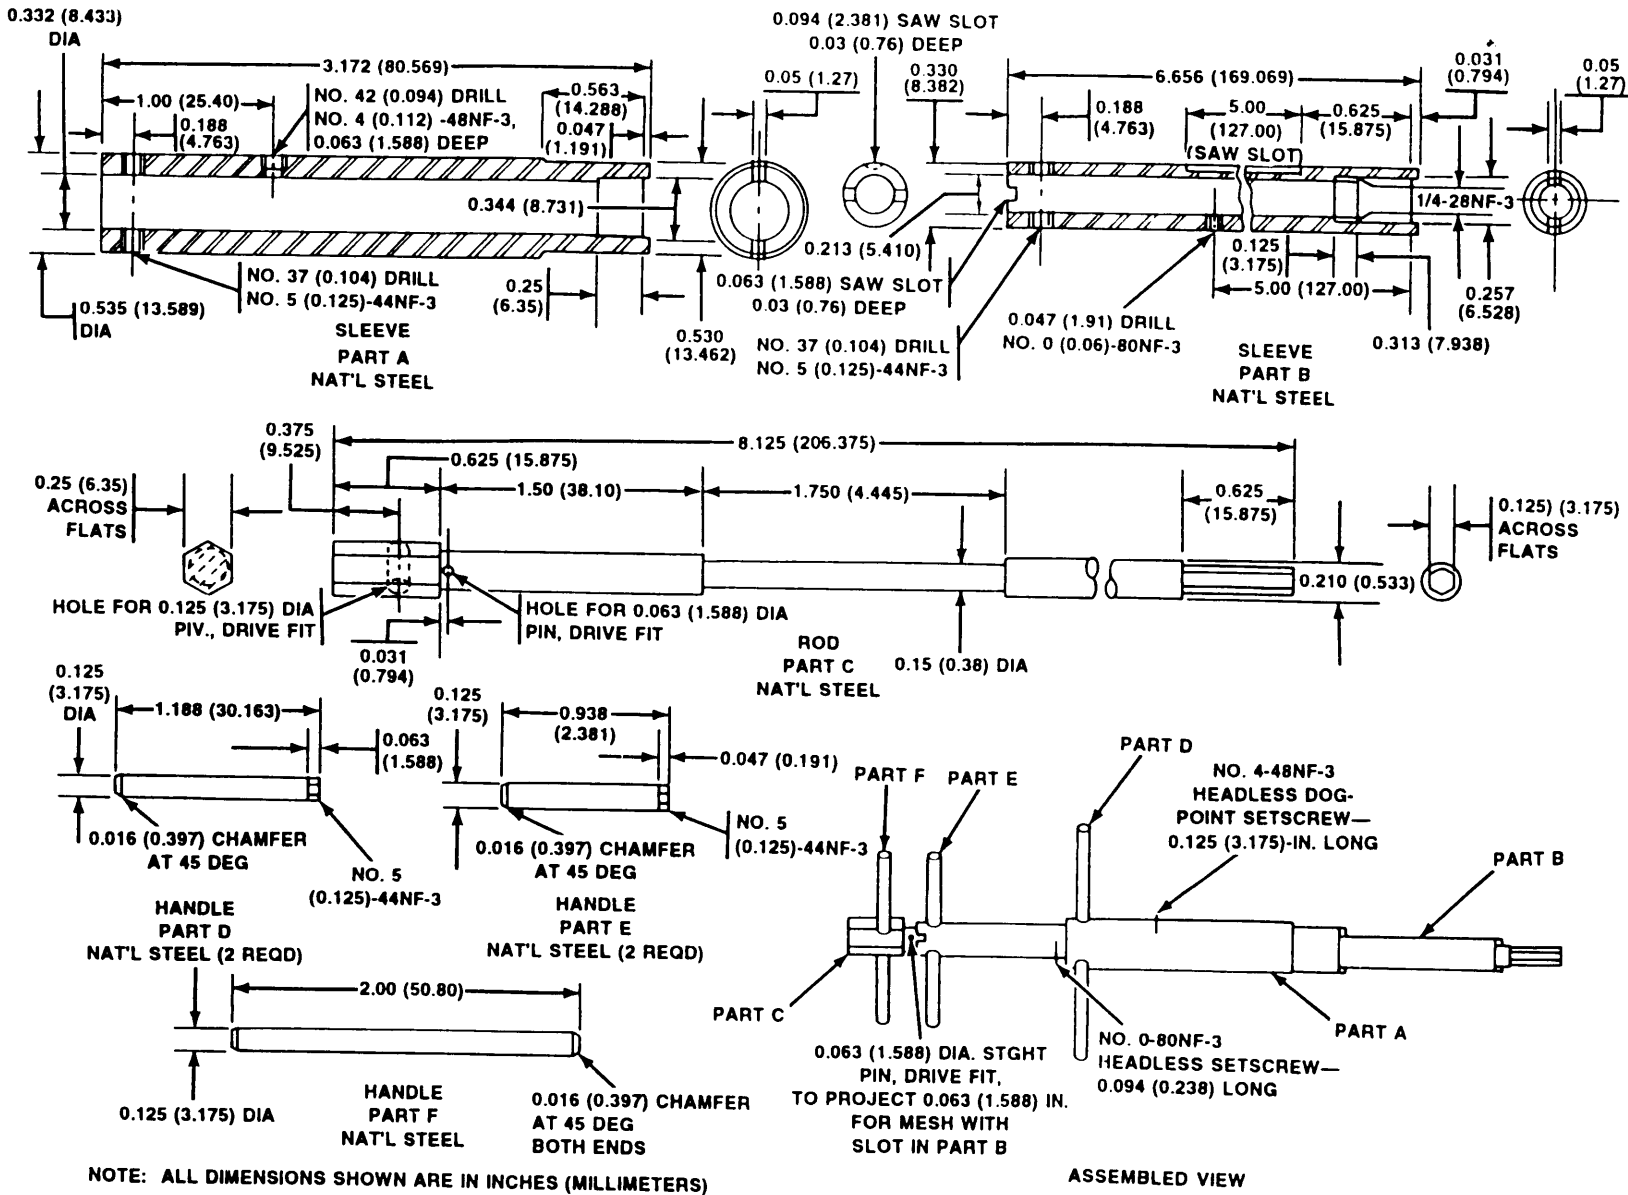 0.332 (8.433)
DIA
3.172 (80.569)
1.00 (25.40)
0.188
(4.763)
NO. 42 (0.094) DRILL
NO. 4 (0.112) -48NF-3,
0.063 (1.588) DEEP
0.563
(14.288)
0.047
(1.191)
0.05 (1.27)
0.344 (8.731)
NO. 37 (0.104) DRILL
NO. 5 (0.125)-44NF-3
0.25
(6.35)
0.535 (13.589)
DIA
0.530
(13.462)
SLEEVE
PART A
NAT'L STEEL
0.094 (2.381) SAW SLOT
0.03 (0.76) DEEP
0.330
(8.382)
6.656 (169.069)
0.031
(0.794)
0.05
(1.27)
0.188
(4.763)
5.00
(127.00)
(SAW SLOT)
0.625
(15.875)
1/4-28NF-3
0.213 (5.410)
0.063 (1.588) SAW SLOT
0.03 (0.76) DEEP
0.125
(3.175)
5.00 (127.00)
0.257
(6.528)
0.047 (1.91) DRILL
NO. 0 (0.06)-80NF-3
0.313 (7.938)
NO. 37 (0.104) DRILL
NO. 5 (0.125)-44NF-3
SLEEVE
PART B
NAT'L STEEL
0.375
(9.525)
8.125 (206.375)
0.625 (15.875)
0.25 (6.35)
ACROSS
FLATS
1.50 (38.10)
1.750 (4.445)
0.625
(15.875)
0.125) (3.175)
ACROSS
FLATS
0.210 (0.533)
HOLE FOR 0.125 (3.175) DIA
PIV., DRIVE FIT
HOLE FOR 0.063 (1.588) DIA
PIN, DRIVE FIT
0.031
(0.794)
0.15 (0.38) DIA
ROD
PART C
NAT'L STEEL
0.125
(3.175)
DIA
1.188 (30.163)
0.063
(1.588)
0.016 (0.397) CHAMFER
AT 45 DEG
NO. 5
(0.125)-44NF-3
HANDLE
PART D
NAT'L STEEL (2 REQD)
0.125
(3.175)
0.938
(2.381)
0.047 (0.191)
0.016 (0.397) CHAMFER
AT 45 DEG
NO. 5
(0.125)-44NF-3
HANDLE
PART E
NAT'L STEEL (2 REQD)
2.00 (50.80)
0.125 (3.175) DIA
HANDLE
PART F
NAT'L STEEL
0.016 (0.397) CHAMFER
AT 45 DEG
BOTH ENDS
PART D
PART F
PART E
NO. 4-48NF-3
HEADLESS DOG-
POINT SETSCREW—
0.125 (3.175)-IN. LONG
PART B
PART C
PART A
0.063 (1.588) DIA. STGHT
PIN, DRIVE FIT,
TO PROJECT 0.063 (1.588) IN.
FOR MESH WITH
SLOT IN PART B
NO. 0-80NF-3
HEADLESS SETSCREW—
0.094 (0.238) LONG
ASSEMBLED VIEW
NOTE: ALL DIMENSIONS SHOWN ARE IN INCHES (MILLIMETERS)